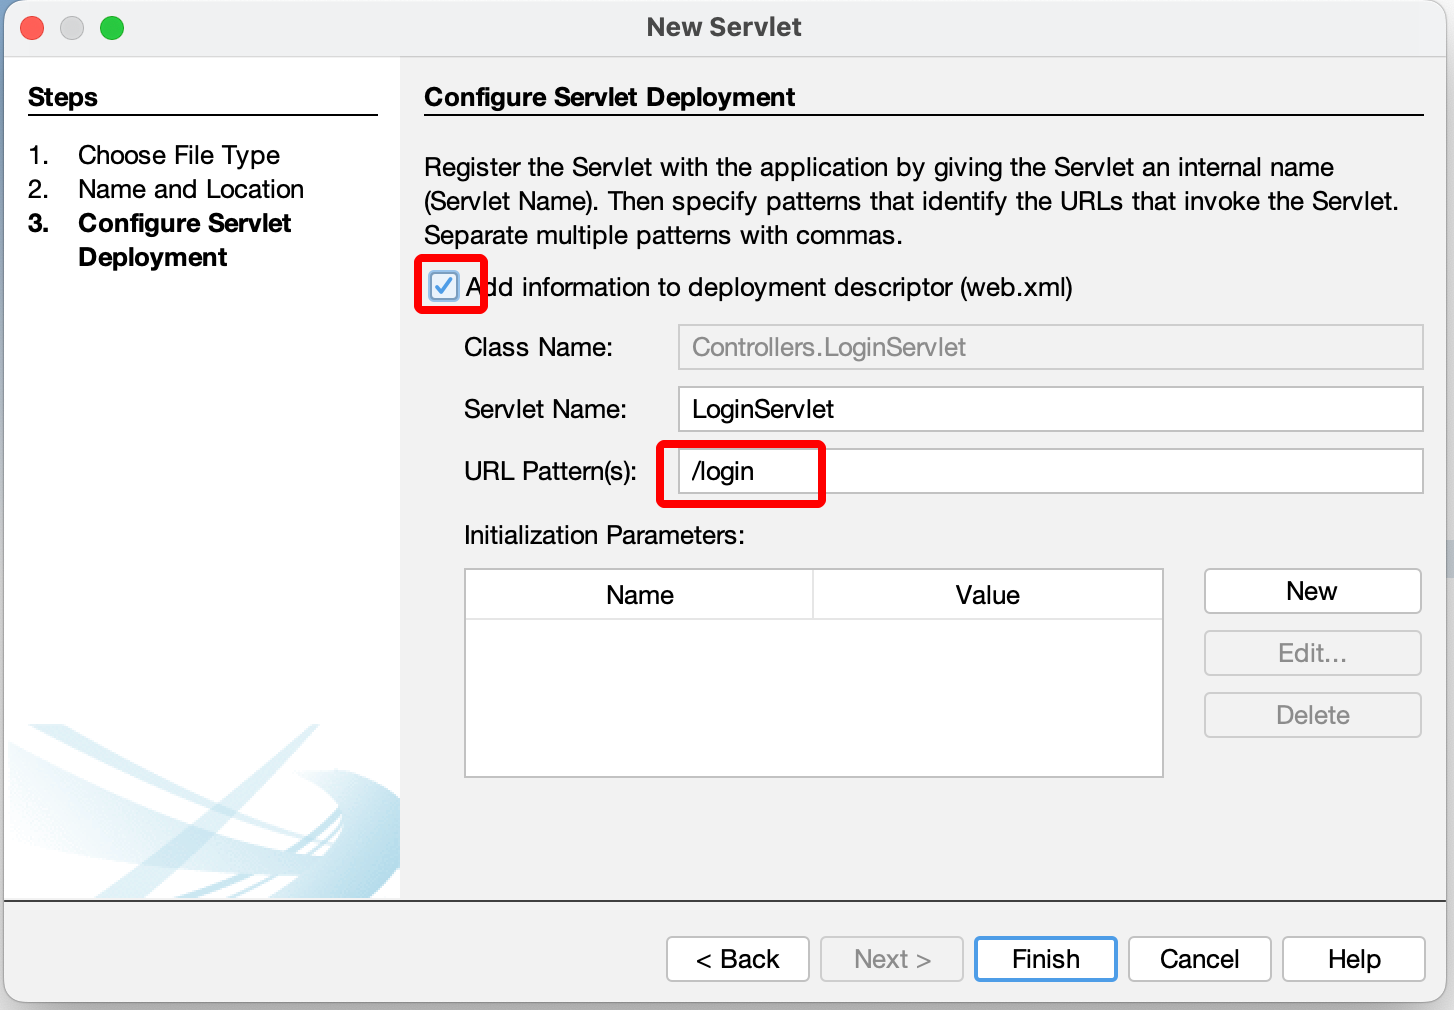 New Servlet
Steps
1. Choose File Type
2. Name and Location
3. Configure Servlet
Deployment
Configure Servlet Deployment
Register the Servlet with the application by giving the Servlet an internal name
(Servlet Name). Then specify patterns that identify the URLs that invoke the Servlet.
Separate multiple patterns with commas.
Add information to deployment descriptor (web.xml)
Class Name: Controllers.LoginServlet
Servlet Name: LoginServlet
URL Pattern(s): /login
Initialization Parameters:
Name Value
New
Edit...
Delete
< Back Next > Finish Cancel Help